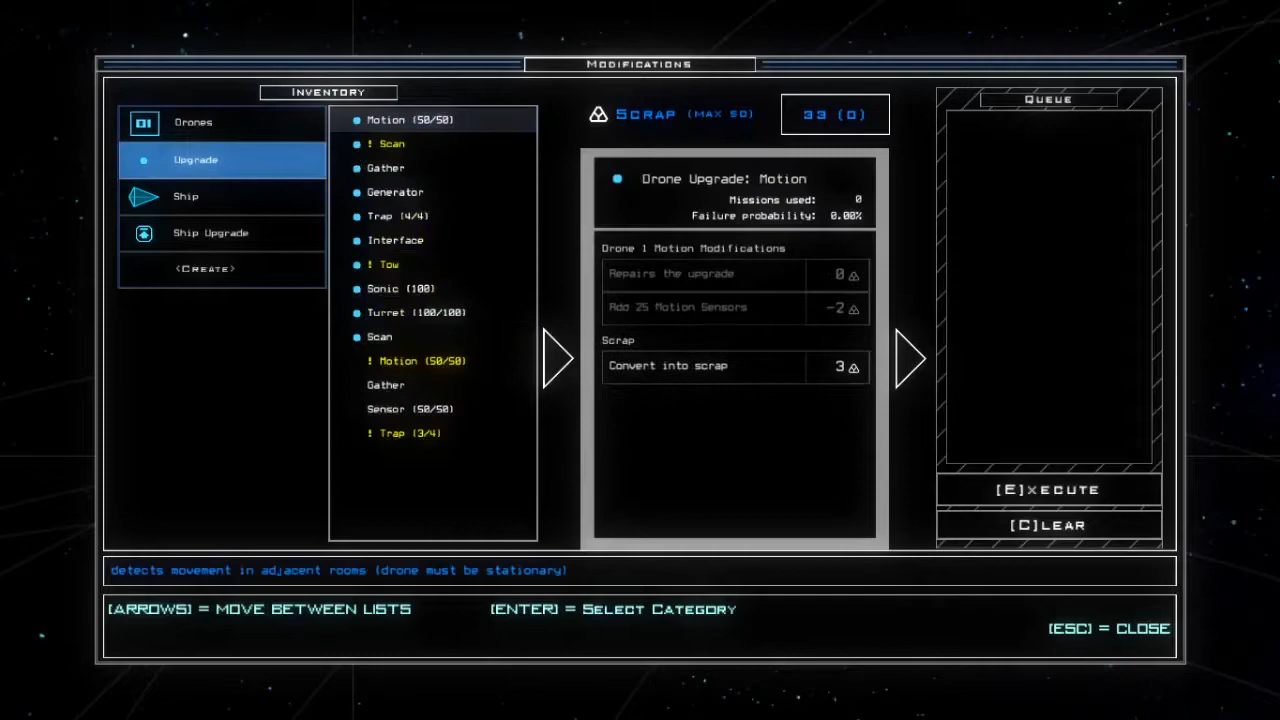 Modifications
Inventory
Drones
Upgrade
Ship
Ship Upgrade
<Create>
Motion (50/50)
! Scan
Gather
Generator
Trap (4/4)
Interface
! Tow
Sonic (100)
Turret (100/100)
Scan
! Motion (50/50)
Gather
Sensor (50/50)
! Trap (3/4)
Scrap (max 50)
33 (0)
Drone Upgrade: Motion
Missions used: 0
Failure probability: 0.00%
Drone 1 Motion Modifications
Repairs the upgrade 0
Add 25 Motion Sensors -2
Scrap
Convert into scrap 3
Queue
[E]xecute
[C]lear
detects movement in adjacent rooms (drone must be stationary)
[ARROWS] = MOVE BETWEEN LISTS
[ENTER] = Select Category
[ESC] = CLOSE